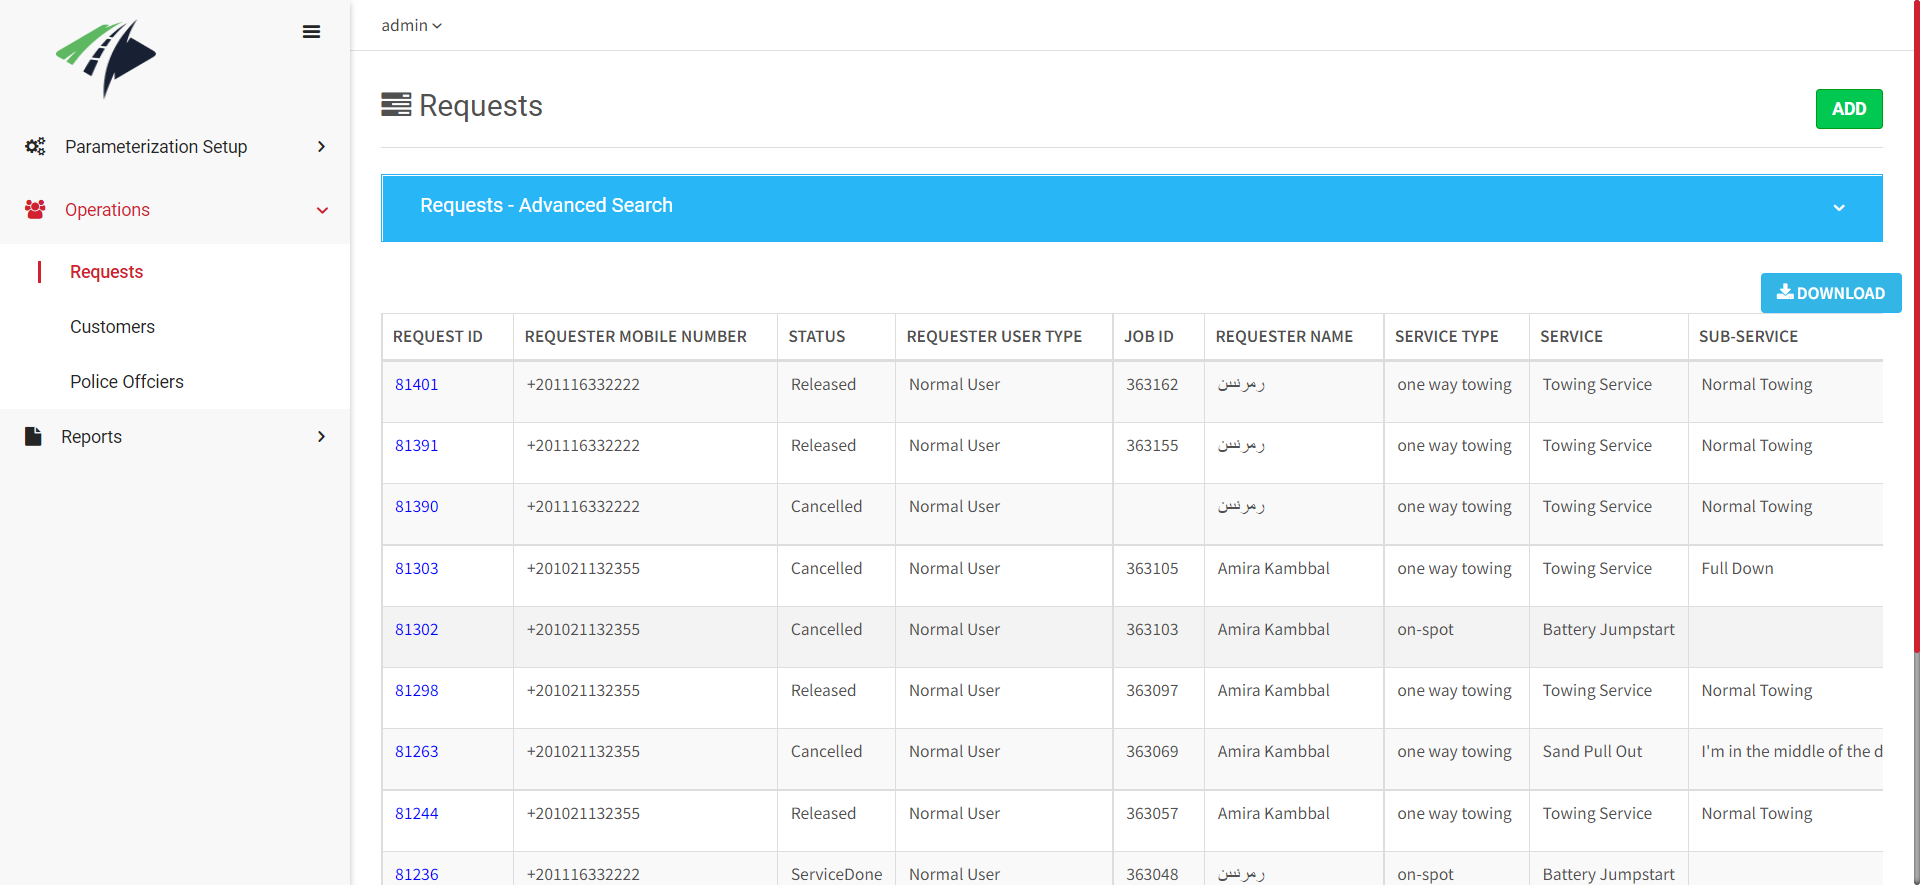 admin
Requests
ADD
Parameterization Setup
Operations
Requests
Customers
Police Offciers
Reports
Requests - Advanced Search
DOWNLOAD
REQUEST ID REQUESTER MOBILE NUMBER STATUS REQUESTER USER TYPE JOB ID REQUESTER NAME SERVICE TYPE SERVICE SUB-SERVICE
81401 +201116332222 Released Normal User 363162 one way towing Towing Service Normal Towing
81391 +201116332222 Released Normal User 363155 one way towing Towing Service Normal Towing
81390 +201116332222 Cancelled Normal User one way towing Towing Service Normal Towing
81303 +201021132355 Cancelled Normal User 363105 Amira Kambbal one way towing Towing Service Full Down
81302 +201021132355 Cancelled Normal User 363103 Amira Kambbal on-spot Battery Jumpstart
81298 +201021132355 Released Normal User 363097 Amira Kambbal one way towing Towing Service Normal Towing
81263 +201021132355 Cancelled Normal User 363069 Amira Kambbal one way towing Sand Pull Out I'm in the middle of the d
81244 +201021132355 Released Normal User 363057 Amira Kambbal one way towing Towing Service Normal Towing
81236 +201116332222 ServiceDone Normal User 363048 on-spot Battery Jumpstart